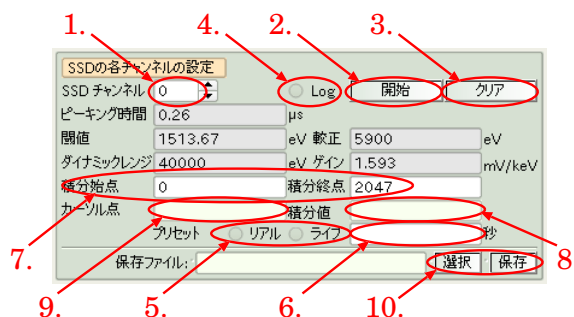 1. 4. 2. 3.
SSDの各チャンネルの設定
SSD チャンネル 0 Log 開始 クリア
ピーキング時間 0.26 μs
閾値 1513.67 eV 較正 5900 eV
ダイナミックレンジ 40000 eV ゲイン 1.593 mV/keV
積分始点 0 積分終点 2047
カーソル点 積分値
プリセット リアル ライフ 秒
保存ファイル: 選択 保存
7. 8
9. 5. 6. 10.